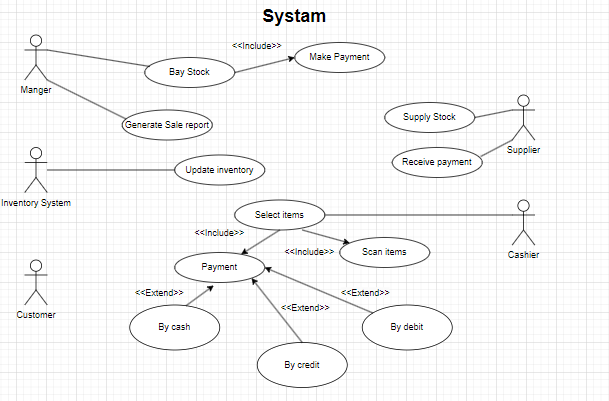 Systam
<<Include>>
Make Payment
Bay Stock
Manger
Generate Sale report
Supply Stock
Receive payment
Supplier
Update inventory
Inventory System
Select items
<<Include>>
<<Include>>
Scan items
Cashier
Payment
Customer
<<Extend>>
<<Extend>>
<<Extend>>
By cash
By debit
By credit